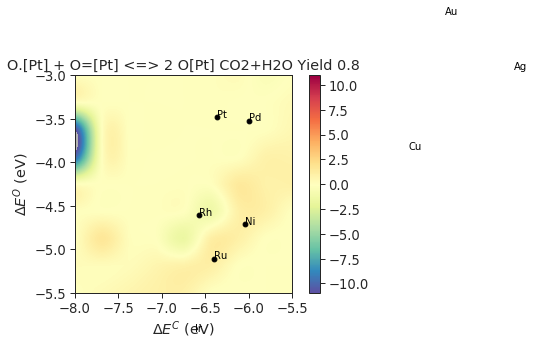 Au
O.[Pt] + O=[Pt] <=> 2 O[Pt] CO2+H2O Yield 0.8
Ag
−3.0
−3.5
−4.0
−4.5
−5.0
−5.5
ΔE^O (eV)
Pt
Pd
Cu
Rh
Ni
Ru
−8.0
−7.5
−7.0
−6.5
−6.0
−5.5
ΔE^C (eV)
10.0
7.5
5.0
2.5
0.0
−2.5
−5.0
−7.5
−10.0